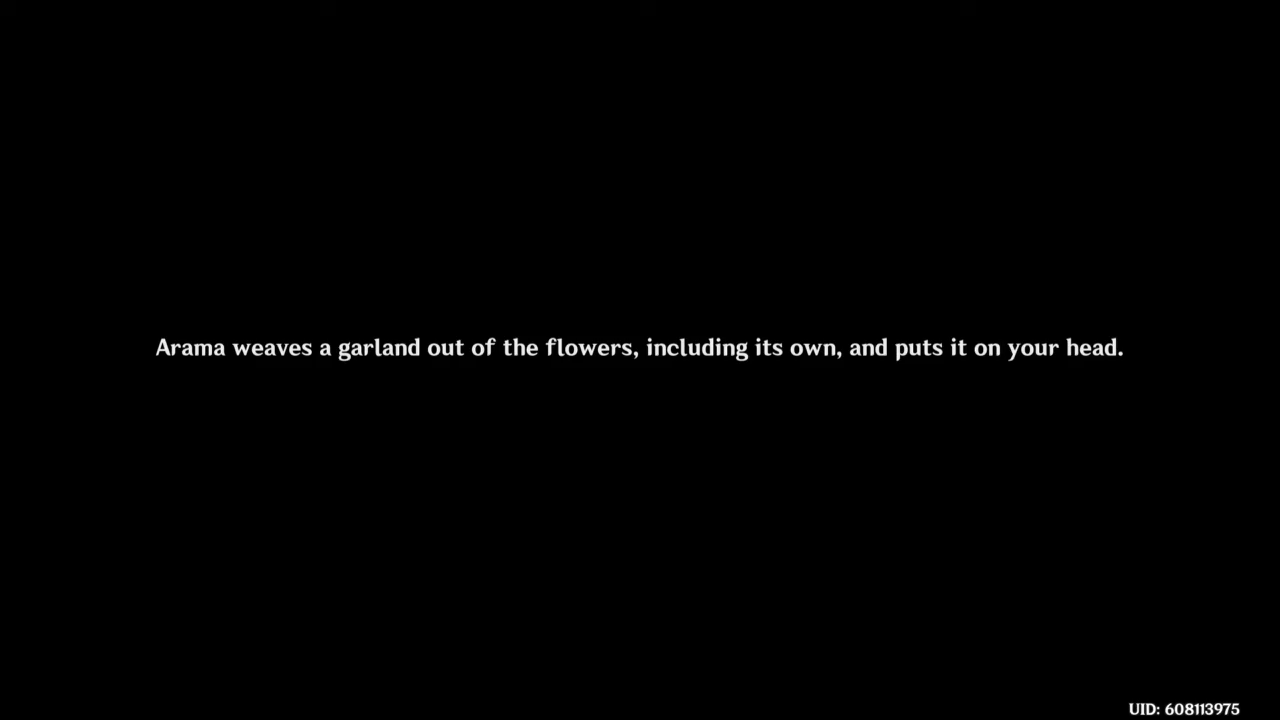 Arama weaves a garland out of the flowers, including its own, and puts it on your head.
UID: 608113975